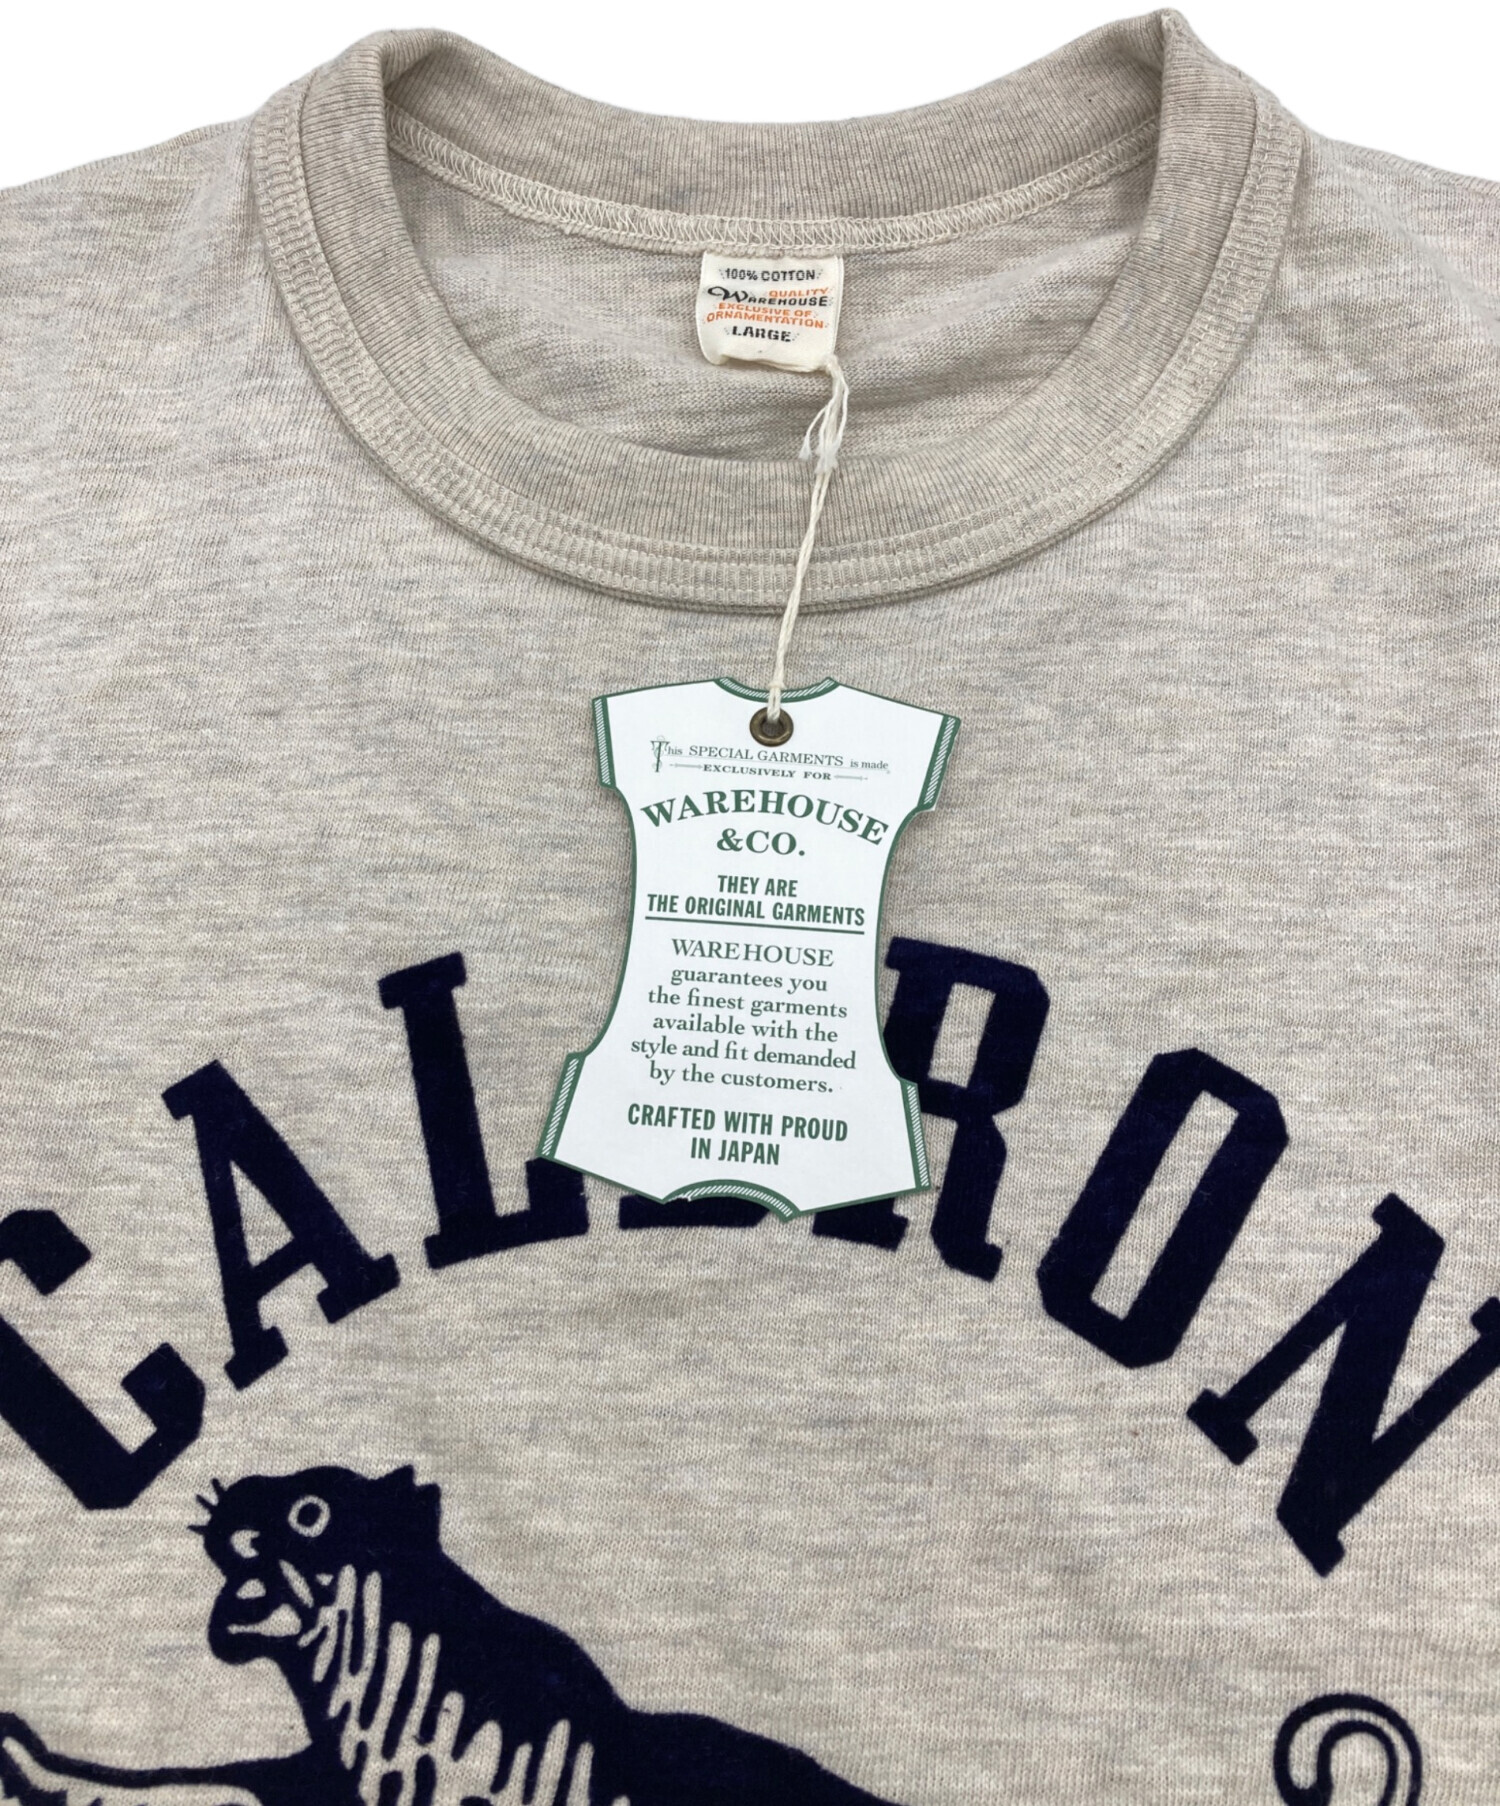 100% COTTON
QUALITY
WAREHOUSE
EXCLUSIVE OF
ORNAMENTATION
LARGE
This SPECIAL GARMENTS is made
EXCLUSIVELY FOR
WAREHOUSE
&CO.
THEY ARE
THE ORIGINAL GARMENTS
WAREHOUSE
guarantees you
the finest garments
available with the
style and fit demanded
by the customers.
CRAFTED WITH PROUD
IN JAPAN